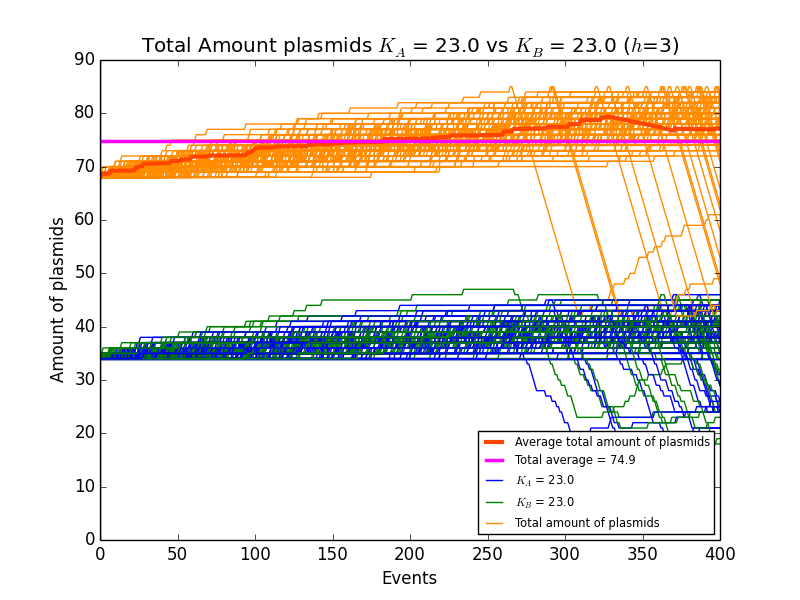 Total Amount plasmids K_A = 23.0 vs K_B = 23.0 (h=3)
90
80
70
60
50
40
30
20
10
0
Amount of plasmids
Average total amount of plasmids
Total average = 74.9
K_A = 23.0
K_B = 23.0
Total amount of plasmids
0 50 100 150 200 250 300 350 400
Events